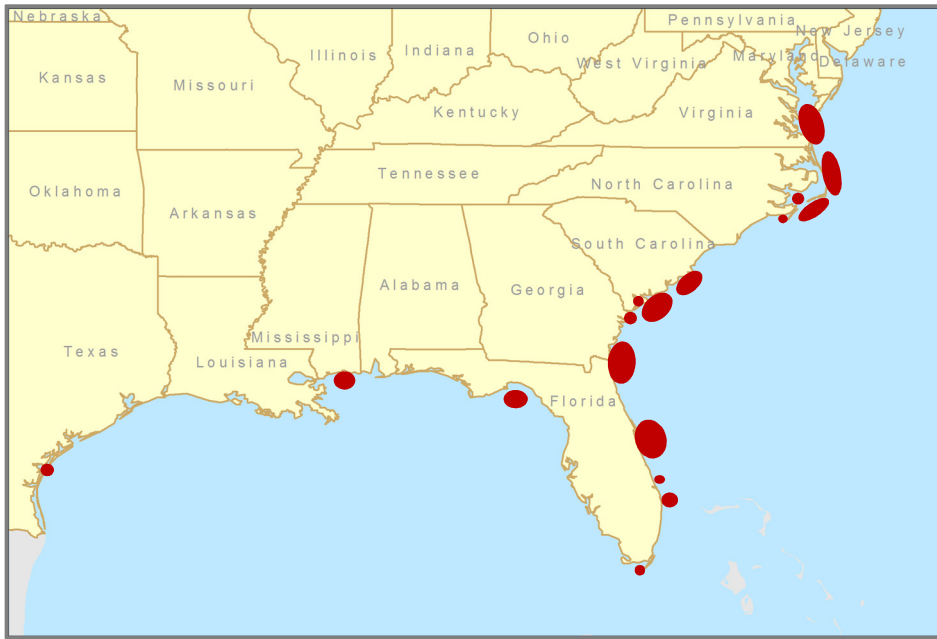 Nebraska
Pennsylvania
New Jersey
Ohio
Illinois
Indiana
Maryland
Delaware
West Virginia
Kansas
Missouri
Kentucky
Virginia
Tennessee
North Carolina
Oklahoma
Arkansas
South Carolina
Alabama
Georgia
Mississippi
Texas
Louisiana
Florida